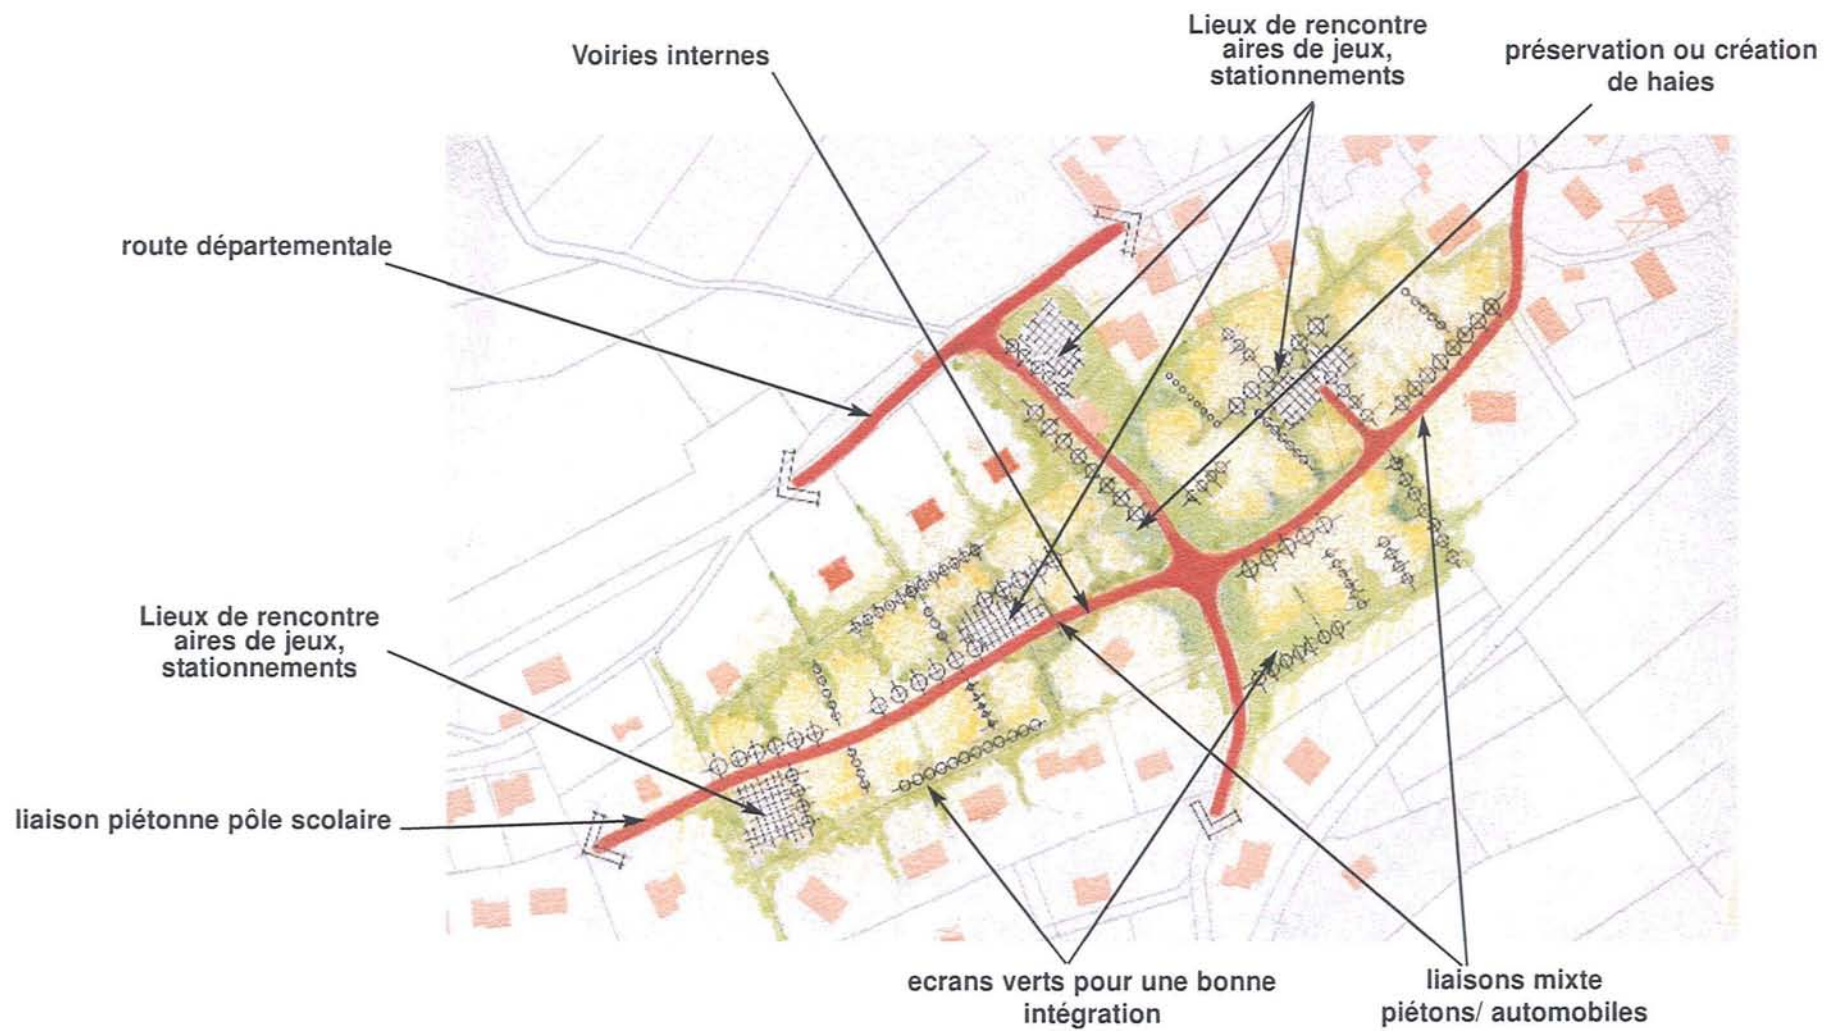 Lieux de rencontre
aires de jeux,
stationnements
Voiries internes
préservation ou création
de haies
route départementale
Lieux de rencontre
aires de jeux,
stationnements
liaison piétonne pôle scolaire
ecrans verts pour une bonne
intégration
liaisons mixte
piétons/ automobiles